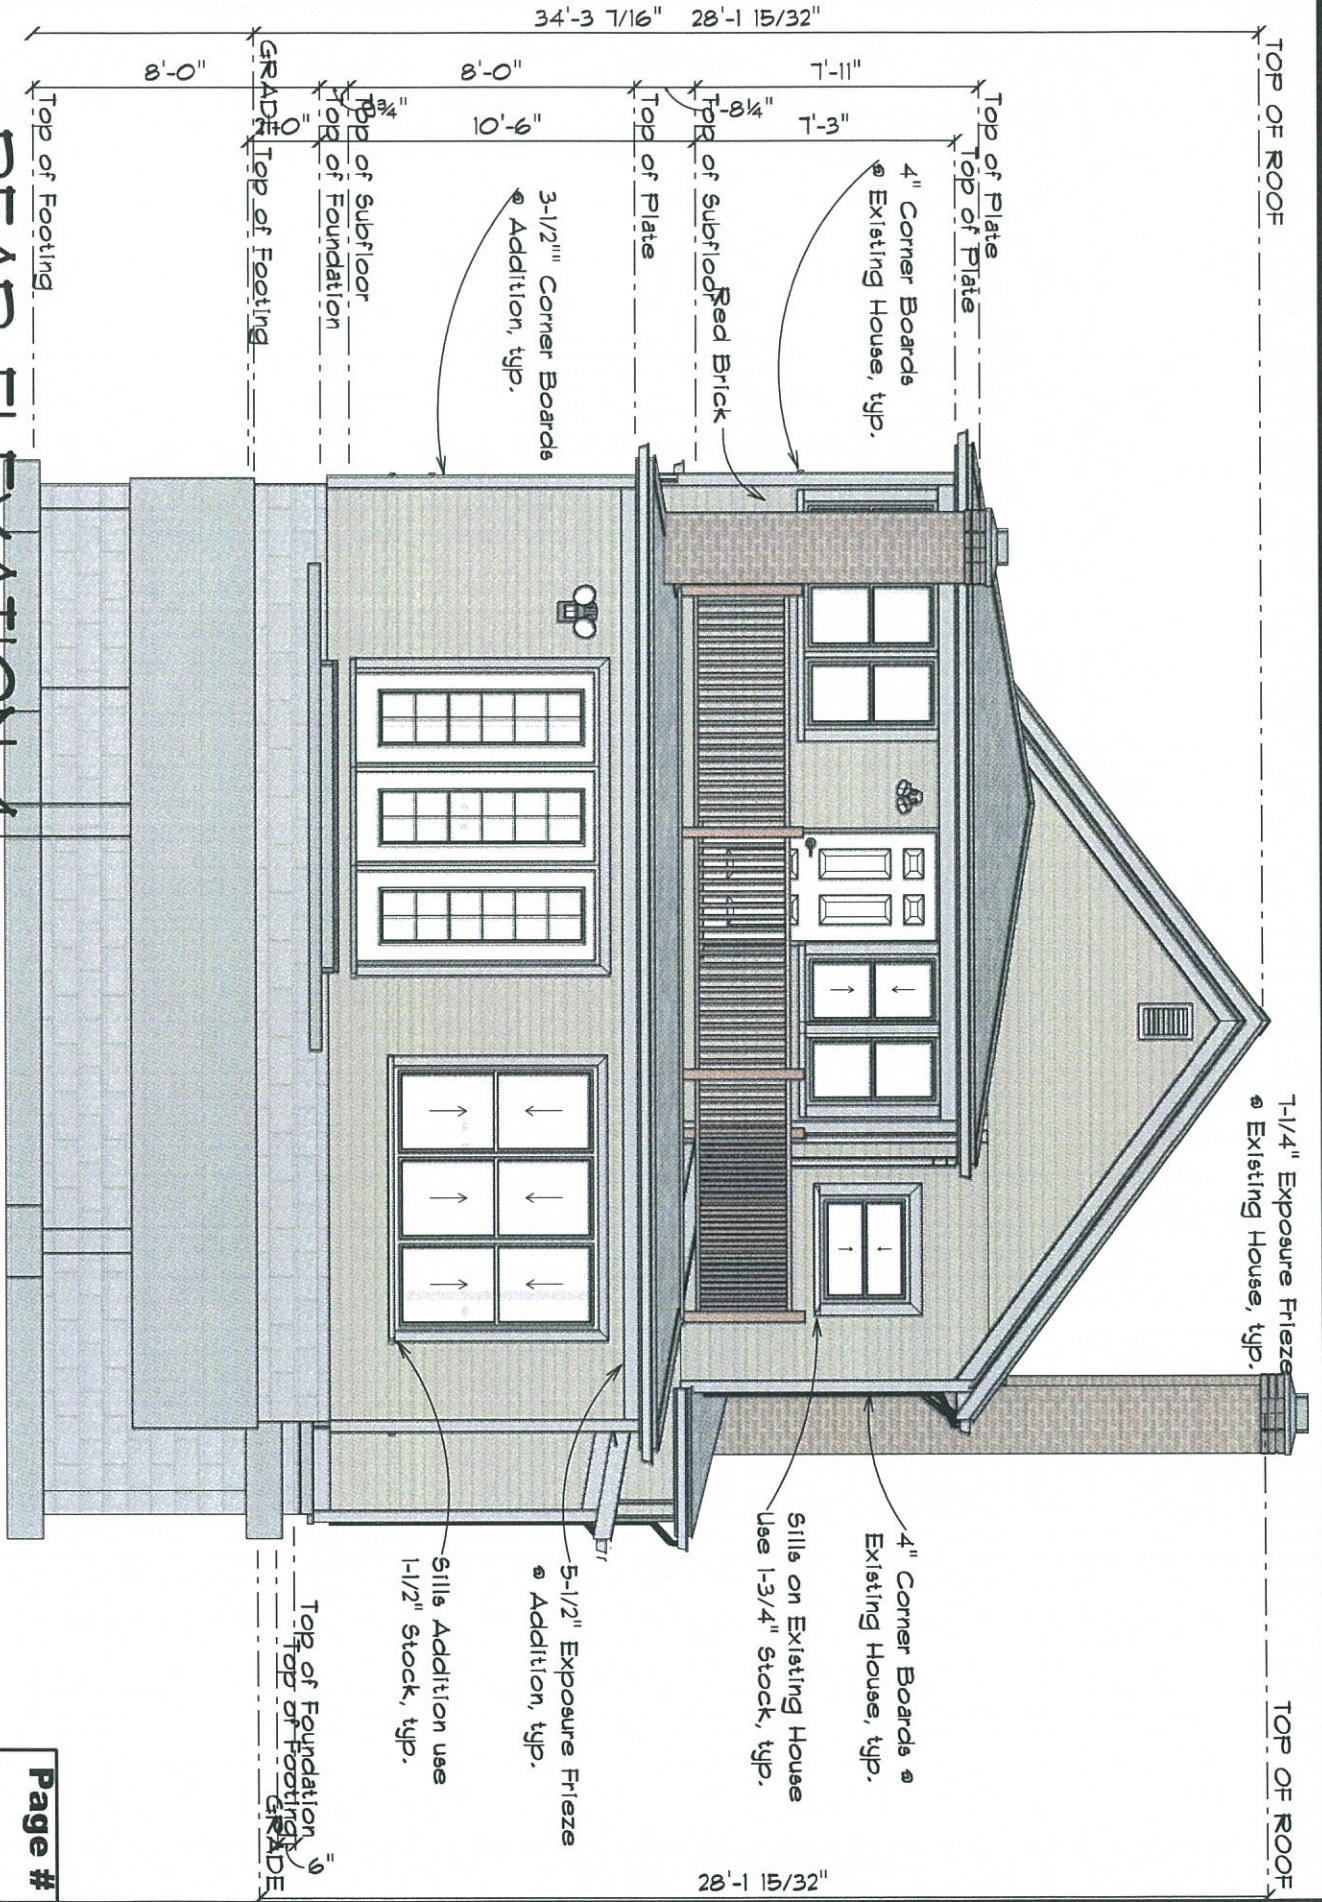 TOP OF ROOF
Top of Plate
Top of Plate
4" Corner Boards
@ Existing House, typ.
Red Brick
Top of Subfloor
Top of Plate
3-1/2"" Corner Boards
@ Addition, typ.
Top of Subfloor
Top of Foundation
GRADE
Top of Footing
Top of Footing
34'-3 7/16"
28'-1 15/32"
7'-11"
7'-3"
8'-0"
10'-6"
8'-0"
7-1/4" Exposure Frieze
@ Existing House, typ.
TOP OF ROOF
4" Corner Boards @
Existing House, typ.
Sills on Existing House
Use 1-3/4" Stock, typ.
5-1/2" Exposure Frieze
@ Addition, typ.
Sills Addition use
1-1/2" Stock, typ.
Top of Foundation
Top of Footing
6"
GRADE
28'-1 15/32"
Page #